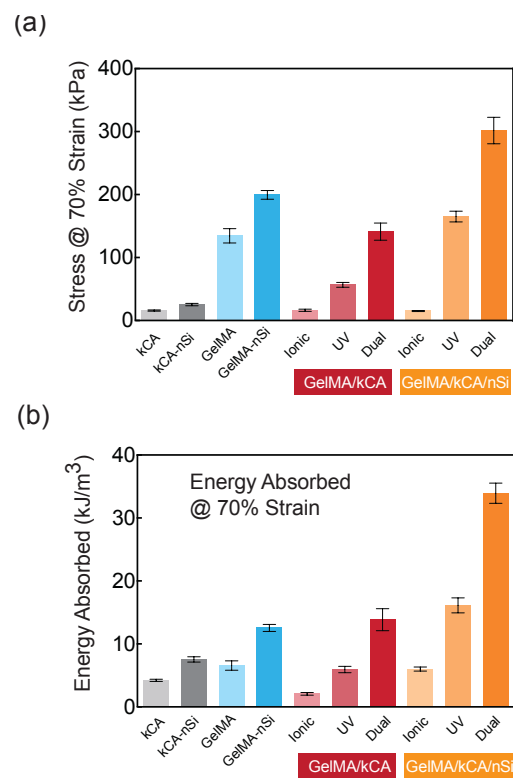 (a)
Stress @ 70% Strain (kPa)
400
300
200
100
0
kCA
kCA-nSi
GelMA
GelMA-nSi
Ionic
UV
Dual
Ionic
UV
Dual
GelMA/kCA
GelMA/kCA/nSi
(b)
Energy Absorbed (kJ/m³)
40
30
20
10
0
Energy Absorbed
@ 70% Strain
kCA
kCA-nSi
GelMA
GelMA-nSi
Ionic
UV
Dual
Ionic
UV
Dual
GelMA/kCA
GelMA/kCA/nSi